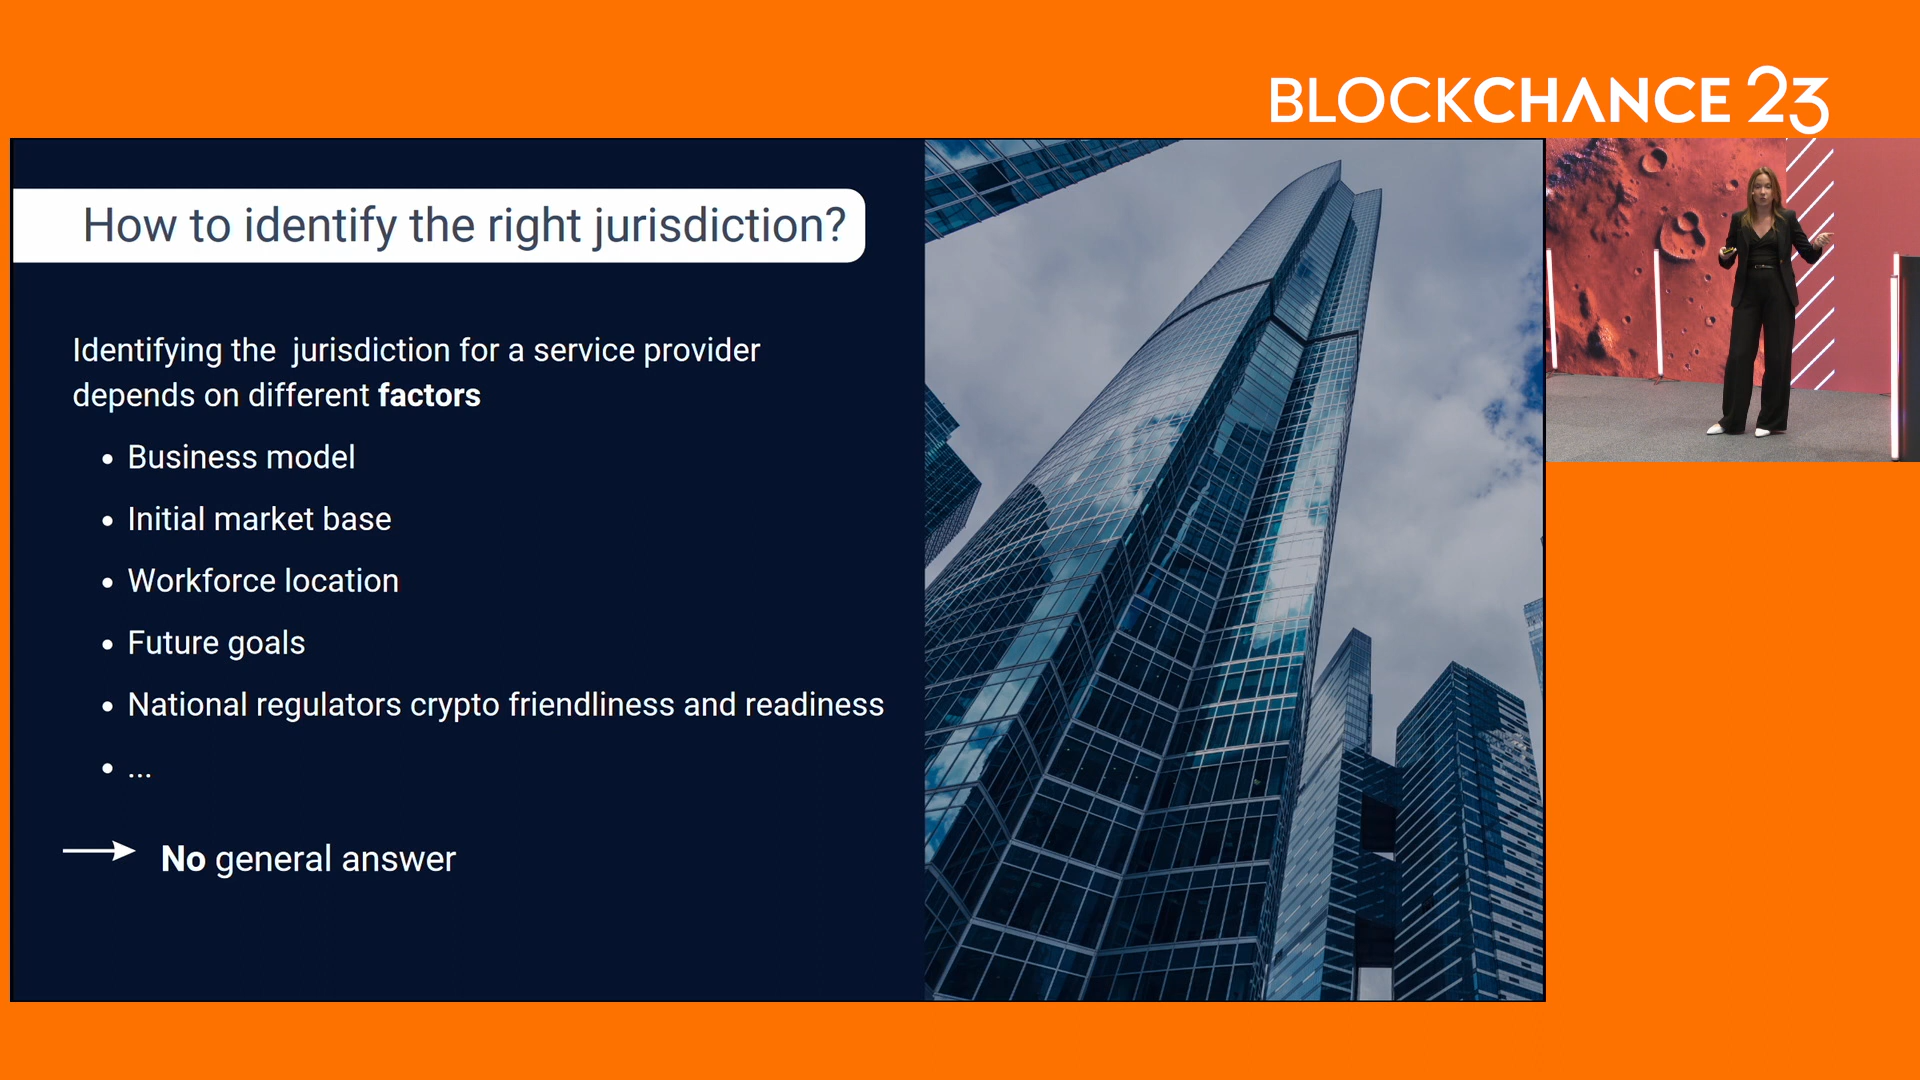 BLOCKCHANCE 23
How to identify the right jurisdiction?
Identifying the  jurisdiction for a service provider
depends on different factors
• Business model
• Initial market base
• Workforce location
• Future goals
• National regulators crypto friendliness and readiness
• ...
No general answer